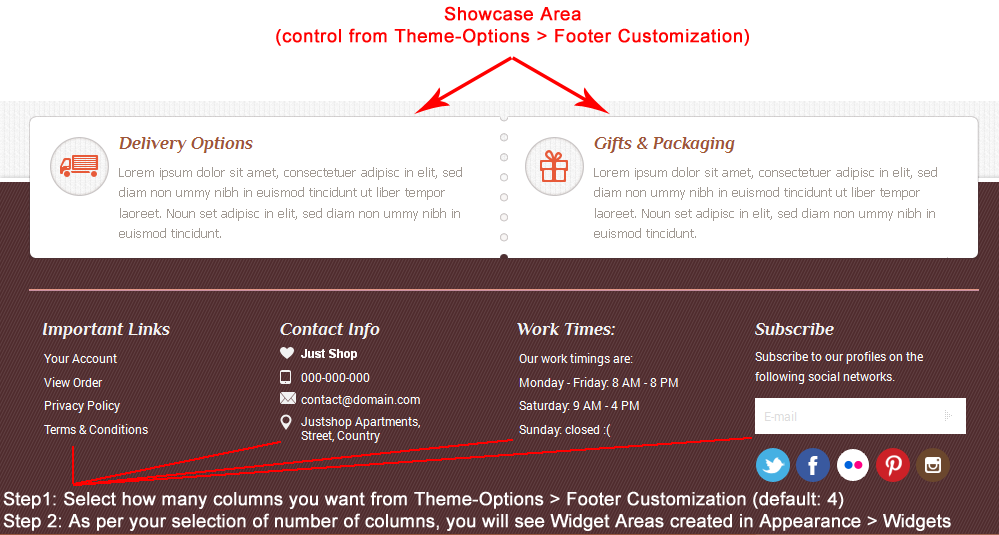 Showcase Area
(control from Theme-Options > Footer Customization)
Delivery Options
Lorem ipsum dolor sit amet, consectetuer adipisc in elit, sed
diam non ummy nibh in euismod tincidunt ut liber tempor
laoreet. Noun set adipisc in elit, sed diam non ummy nibh in
euismod tincidunt.
Gifts & Packaging
Lorem ipsum dolor sit amet, consectetuer adipisc in elit, sed
diam non ummy nibh in euismod tincidunt ut liber tempor
laoreet. Noun set adipisc in elit, sed diam non ummy nibh in
euismod tincidunt.
Important Links
Your Account
View Order
Privacy Policy
Terms & Conditions
Contact Info
Just Shop
000-000-000
contact@domain.com
Justshop Apartments,
Street, Country
Work Times:
Our work timings are:
Monday - Friday: 8 AM - 8 PM
Saturday: 9 AM - 4 PM
Sunday: closed :(
Subscribe
Subscribe to our profiles on the
following social networks.
E-mail
Step1: Select how many columns you want from Theme-Options > Footer Customization (default: 4)
Step 2: As per your selection of number of columns, you will see Widget Areas created in Appearance > Widgets